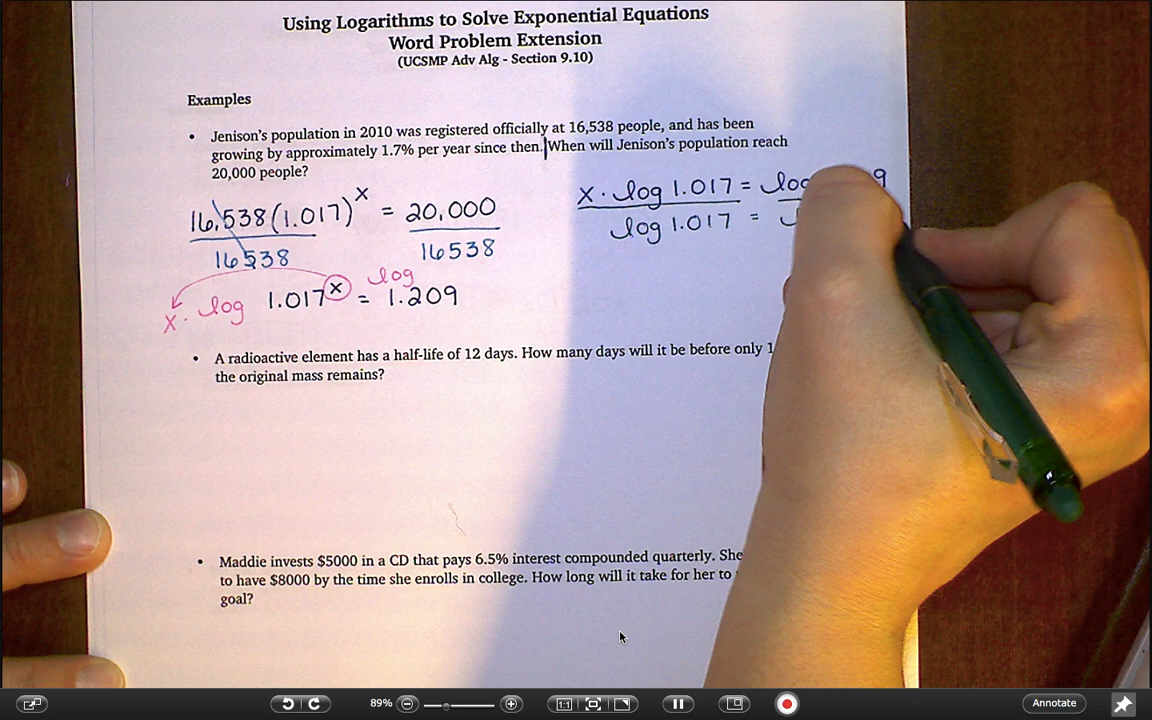 Using Logarithms to Solve Exponential Equations
Word Problem Extension
(UCSMP Adv Alg - Section 9.10)
Examples
• Jenison's population in 2010 was registered officially at 16,538 people, and has been
growing by approximately 1.7% per year since then. When will Jenison's population reach
20,000 people?
16,538(1.017)^x = 20,000
16538 16538
log
x. log 1.017^x = 1.209
x · log 1.017 = log 9
log 1.017 =
• A radioactive element has a half-life of 12 days. How many days will it be before only 1
the original mass remains?
• Maddie invests $5000 in a CD that pays 6.5% interest compounded quarterly. She
to have $8000 by the time she enrolls in college. How long will it take for her to
goal?
89%
1:1
Annotate